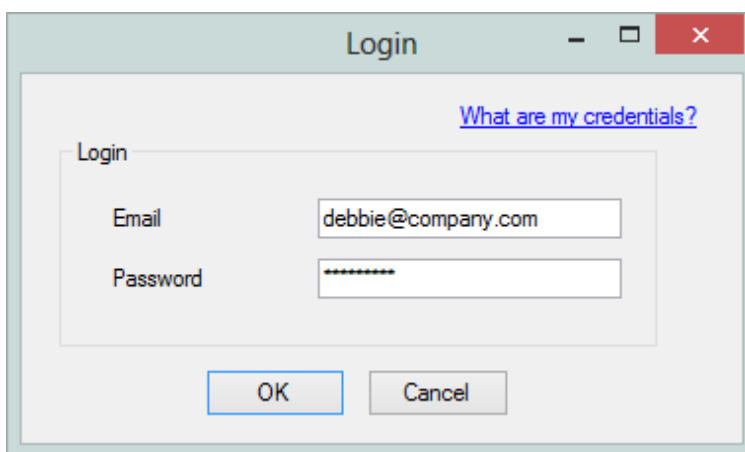 Login
What are my credentials?
Login
Email debbie@company.com
Password *********
OK Cancel